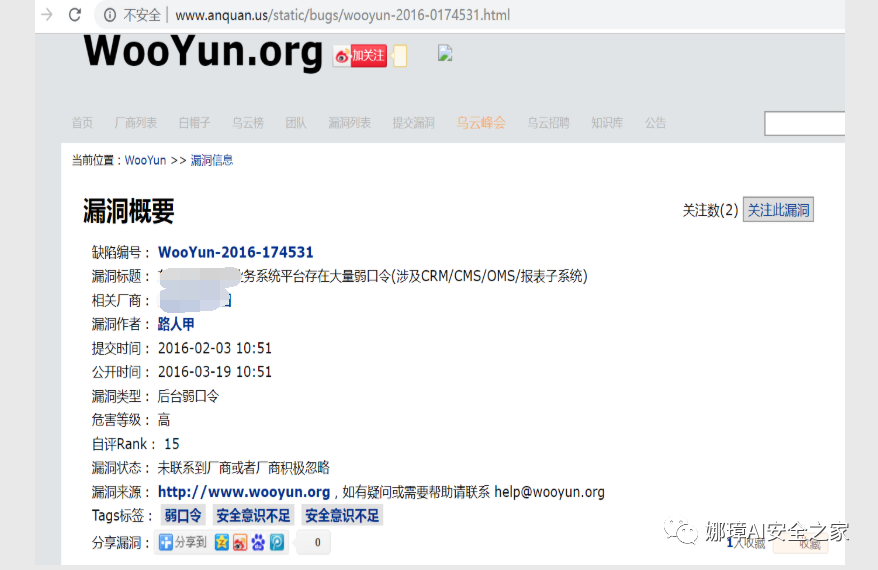 不安全 | www.anquan.us/static/bugs/wooyun-2016-0174531.html
WooYun.org 加关注
首页 厂商列表 白帽子 乌云榜 团队 漏洞列表 提交漏洞 乌云峰会 乌云招聘 知识库 公告
当前位置：WooYun >> 漏洞信息
漏洞概要 关注数(2) 关注此漏洞
缺陷编号： WooYun-2016-174531
漏洞标题： 务系统平台存在大量弱口令(涉及CRM/CMS/OMS/报表子系统)
相关厂商：
漏洞作者： 路人甲
提交时间： 2016-02-03 10:51
公开时间： 2016-03-19 10:51
漏洞类型： 后台弱口令
危害等级： 高
自评Rank： 15
漏洞状态： 未联系到厂商或者厂商积极忽略
漏洞来源： http://www.wooyun.org，如有疑问或需要帮助请联系 help@wooyun.org
Tags标签： 弱口令 安全意识不足 安全意识不足
分享漏洞： 分享到 0 1人收藏 收藏
娜璋AI安全之家